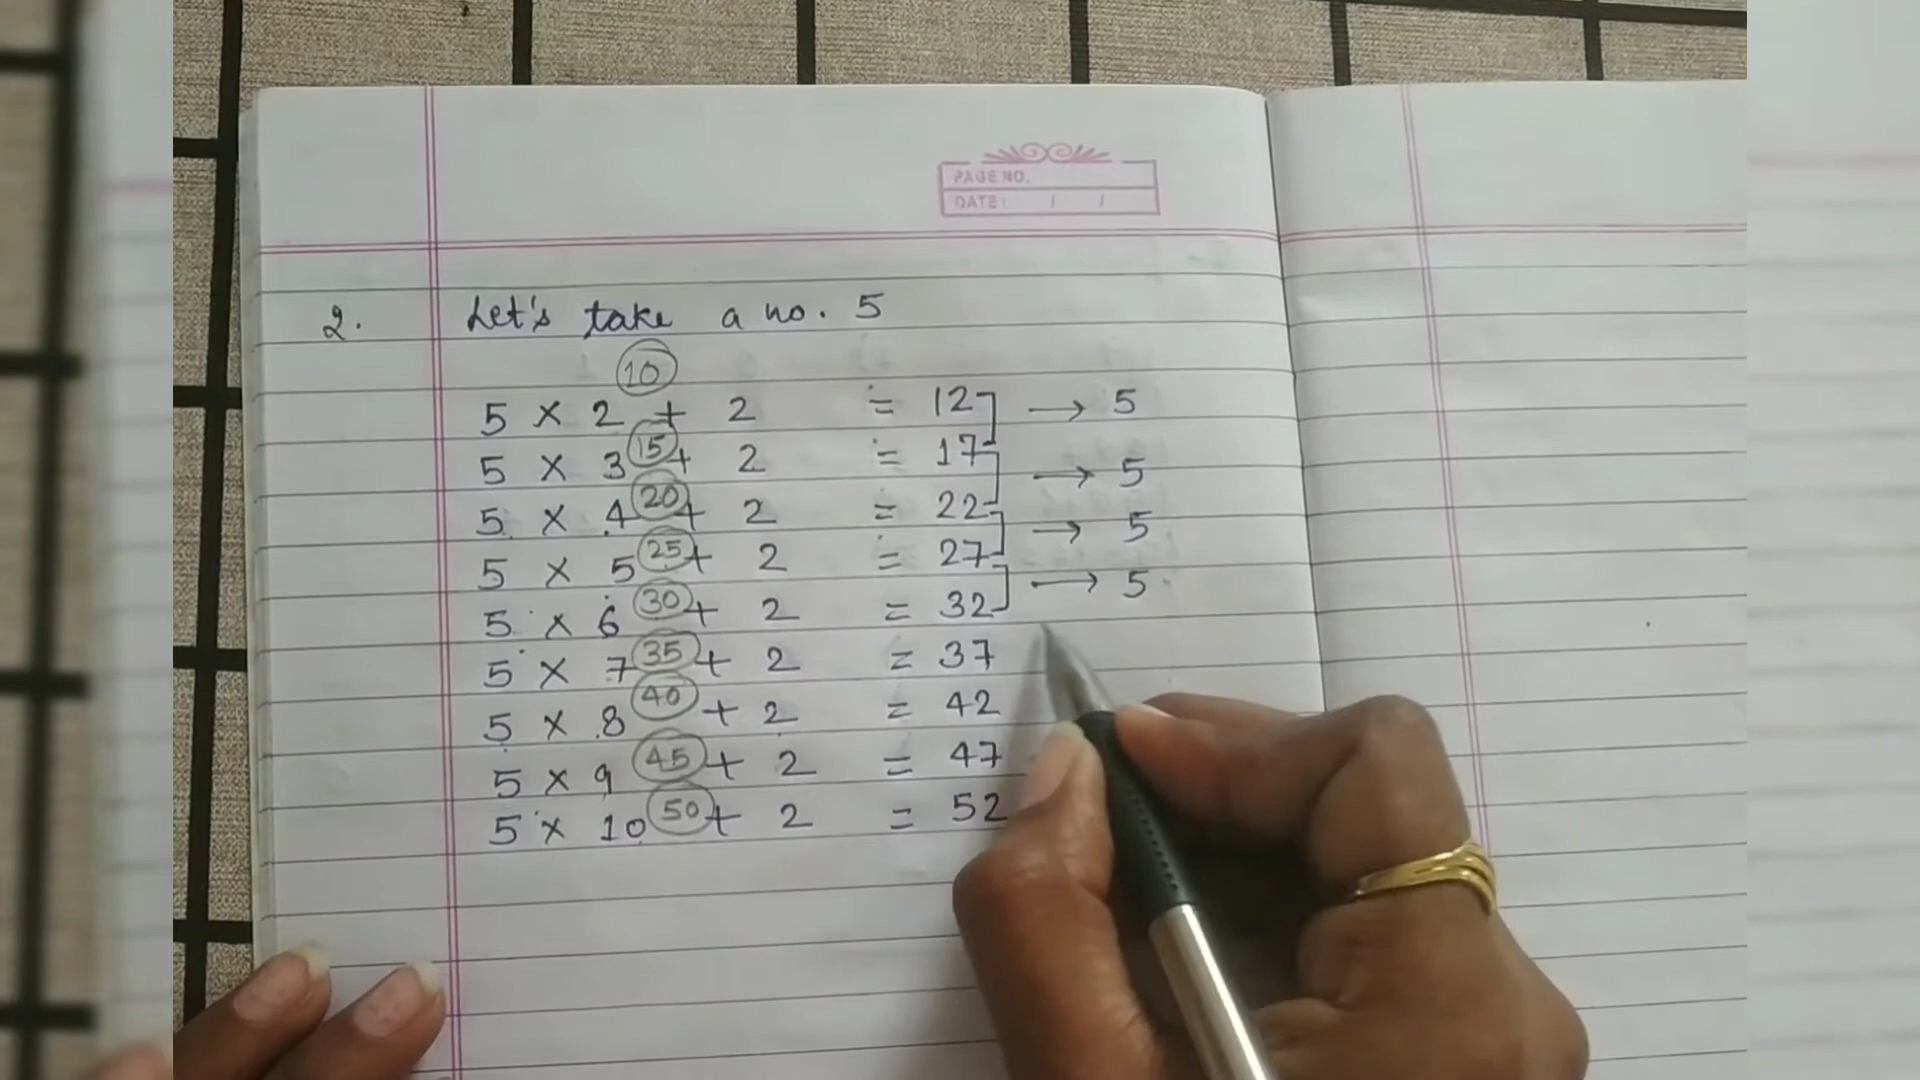 PAGE NO.
DATE: / /
2. Let's take a no. 5
10
5 × 2 + 2 = 12 → 5
15
5 × 3 + 2 = 17 → 5
20
5 × 4 + 2 = 22 → 5
25
5 × 5 + 2 = 27 → 5
30
5 × 6 + 2 = 32
35
5 × 7 + 2 = 37
40
5 × 8 + 2 = 42
45
5 × 9 + 2 = 47
50
5 × 10 + 2 = 52